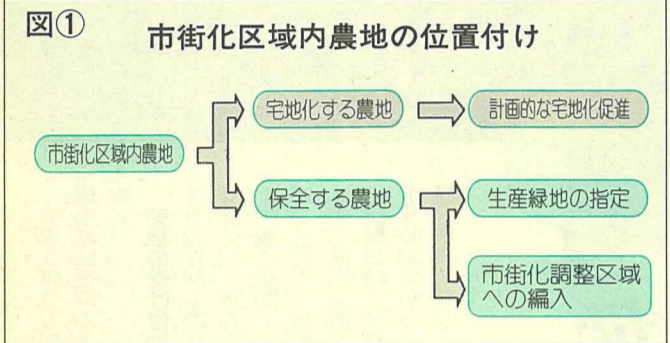 図①
市街化区域内農地の位置付け
市街化区域内農地
宅地化する農地
計画的な宅地化促進
保全する農地
生産緑地の指定
市街化調整区域
への編入